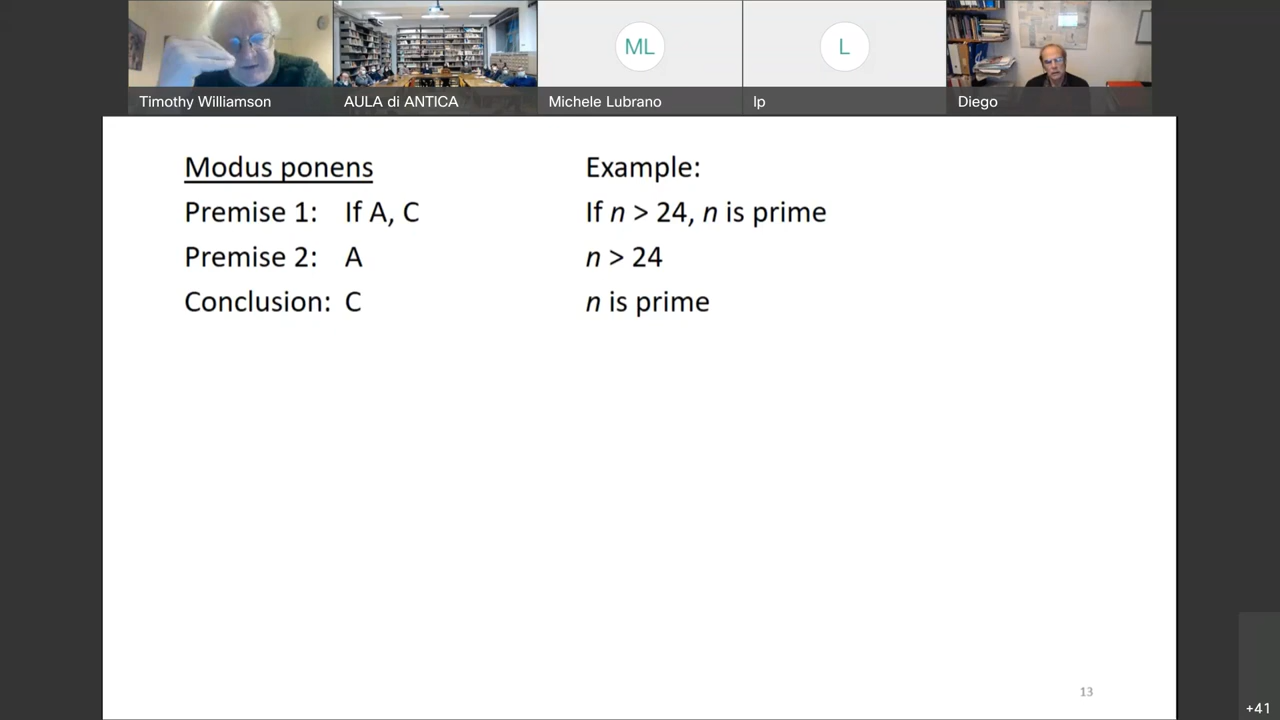 Timothy Williamson
AULA di ANTICA
ML
Michele Lubrano
L
lp
Diego
Modus ponens
Example:
Premise 1: If A, C
If n > 24, n is prime
Premise 2: A
n > 24
Conclusion: C
n is prime
13
+41